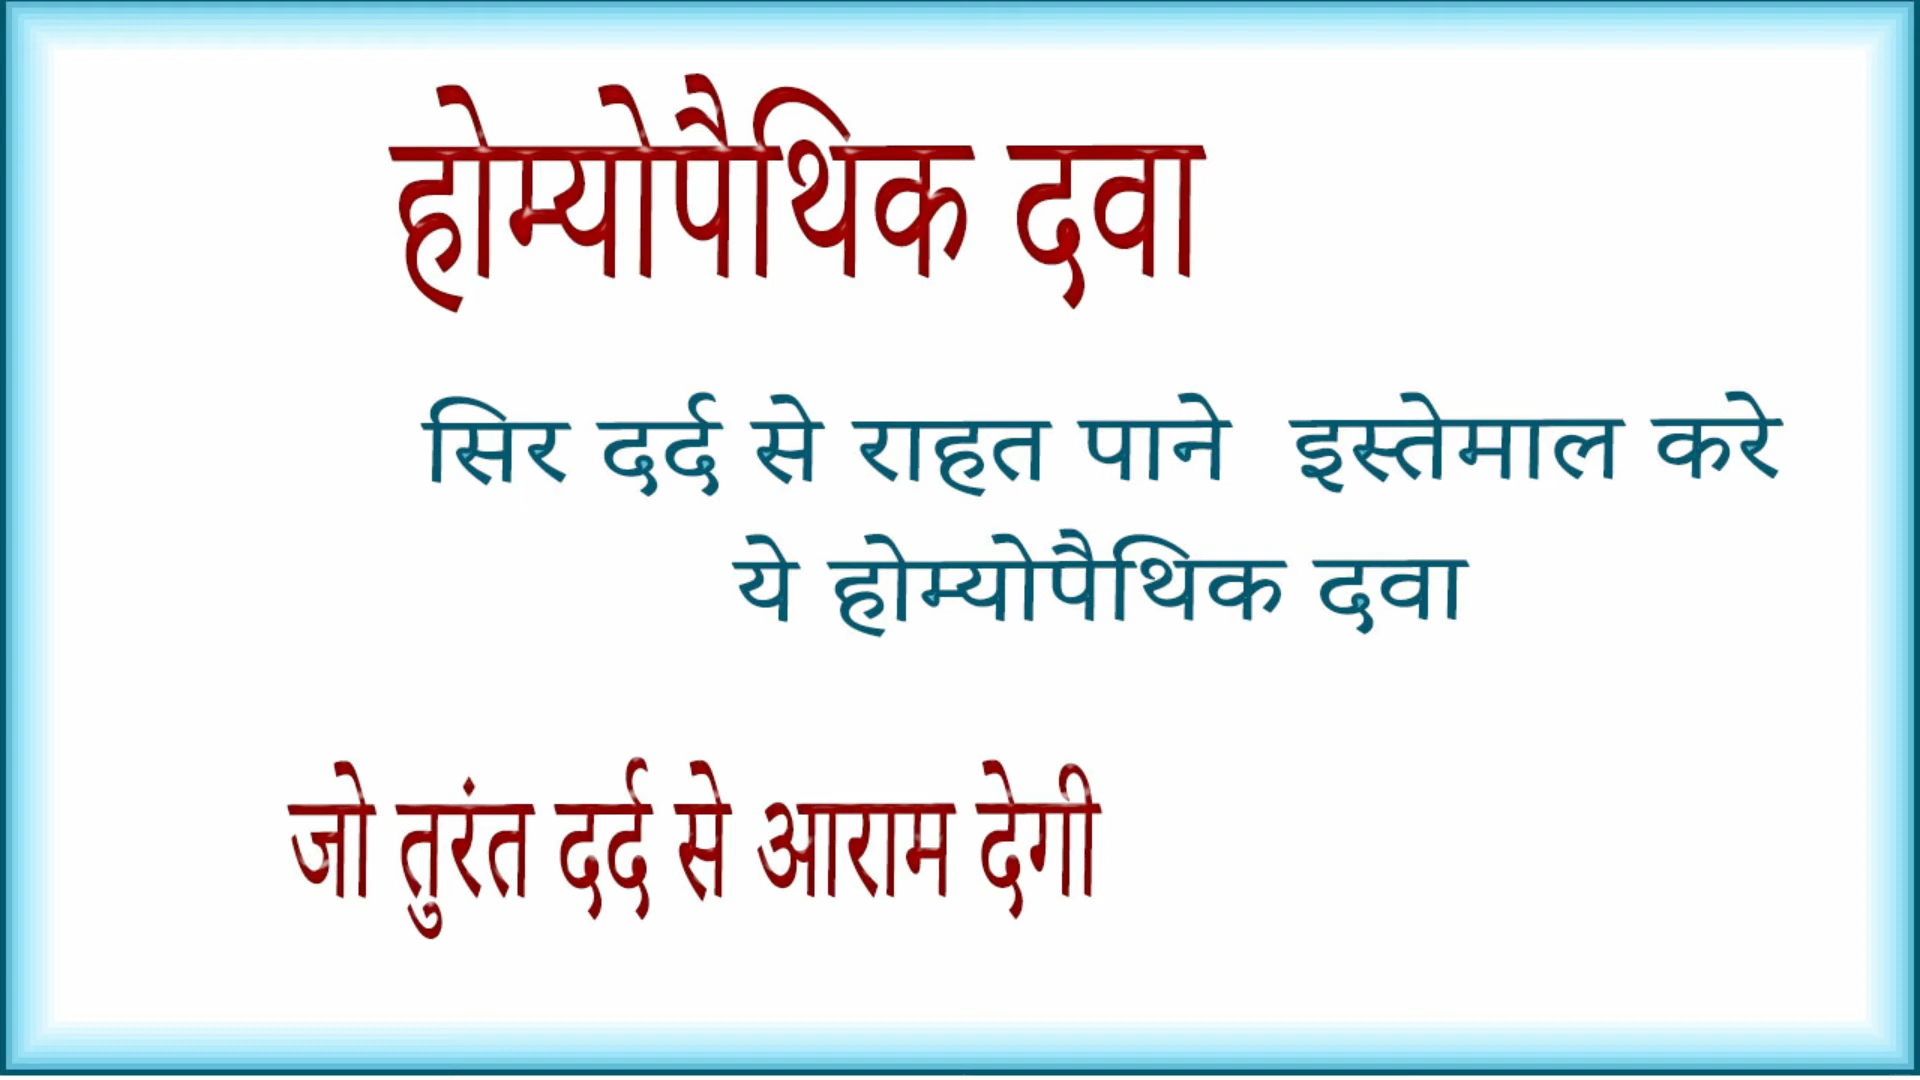 होम्योपैथिक दवा
सिर दर्द से राहत पाने इस्तेमाल करे
ये होम्योपैथिक दवा
जो तुरंत दर्द से आराम देगी